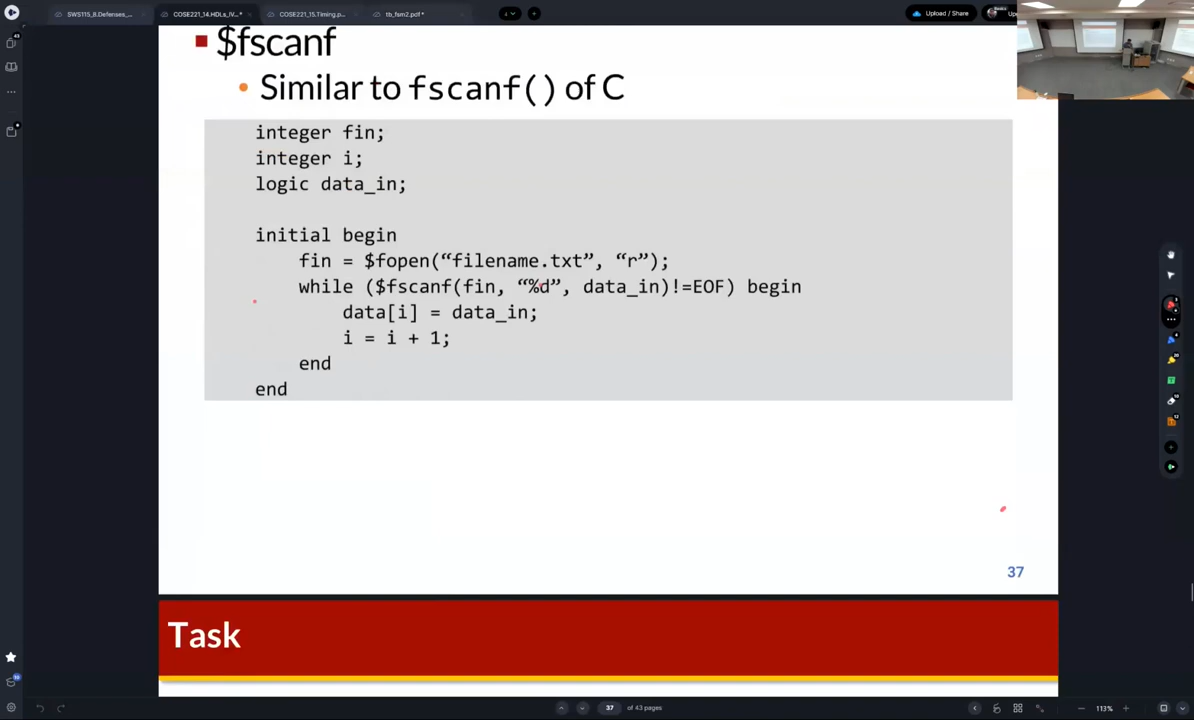 SWS115_8.Defenses_...
COSE221_14.HDLs_IV...*
COSE221_15.Timing.p...
tb_fsm2.pdf *
Upload / Share
$fscanf
Similar to fscanf() of C
integer fin;
integer i;
logic data_in;
initial begin
fin = $fopen(“filename.txt”, “r”);
while ($fscanf(fin, “%d”, data_in)!=EOF) begin
data[i] = data_in;
i = i + 1;
end
end
37
Task
37 of 43 pages
113%